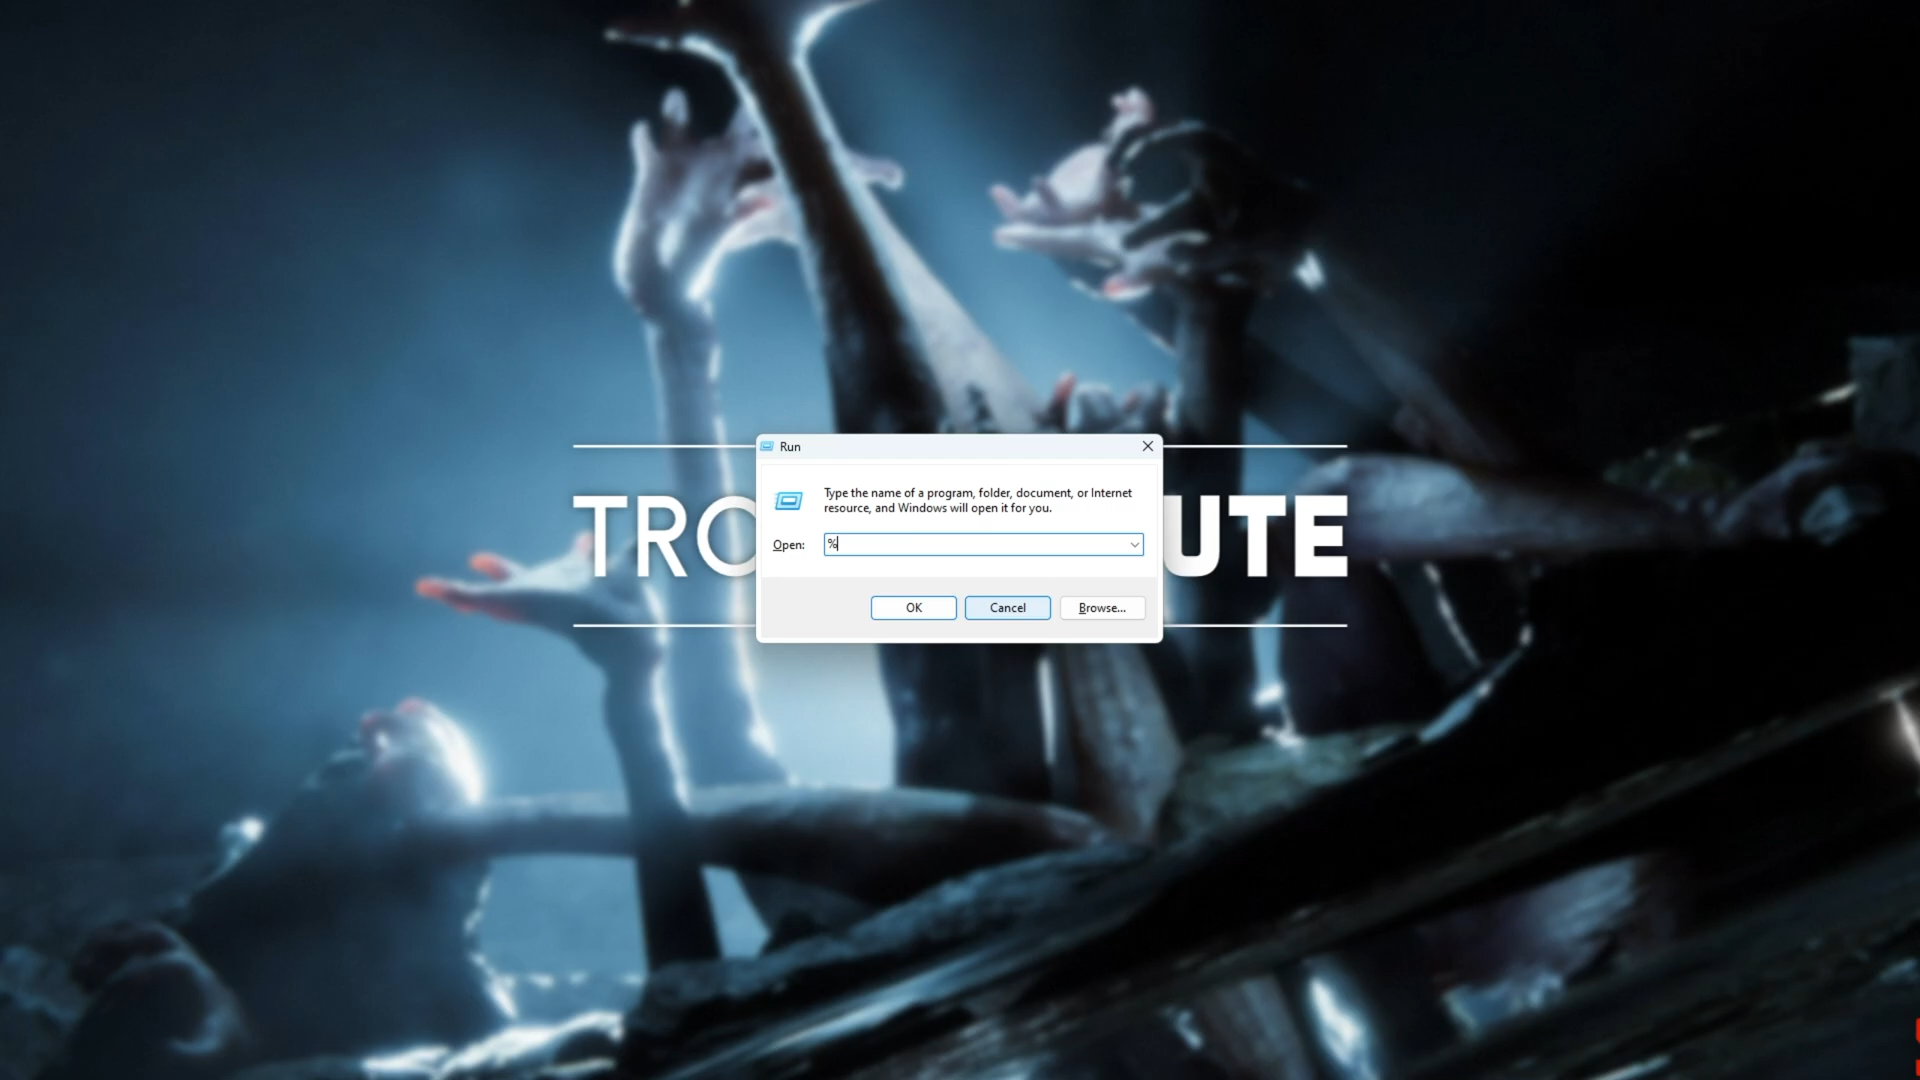 Run
Type the name of a program, folder, document, or Internet
resource, and Windows will open it for you.
Open: %
OK Cancel Browse...
TRO UTE